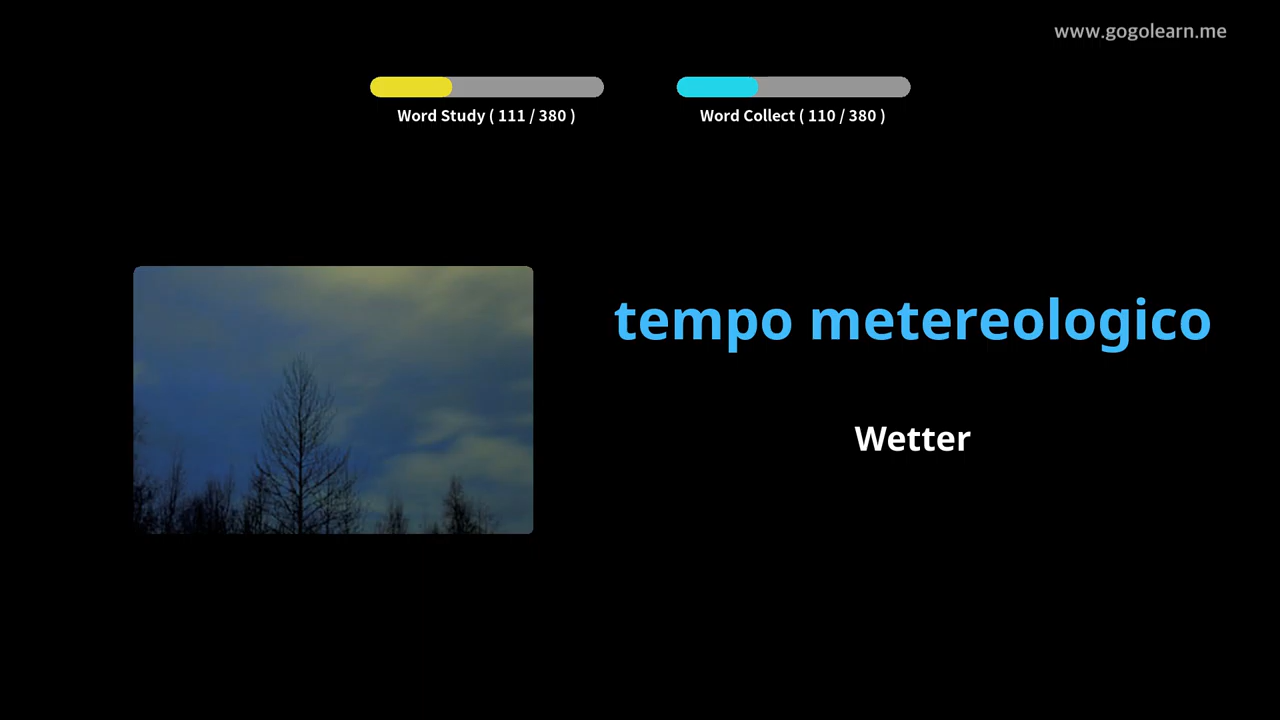 www.gogolearn.me
Word Study ( 111 / 380 )
Word Collect ( 110 / 380 )
tempo metereologico
Wetter